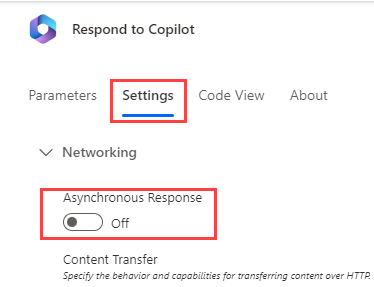 Respond to Copilot
Parameters Settings Code View About
Networking
Asynchronous Response
Off
Content Transfer
Specify the behavior and capabilities for transferring content over HTTP.